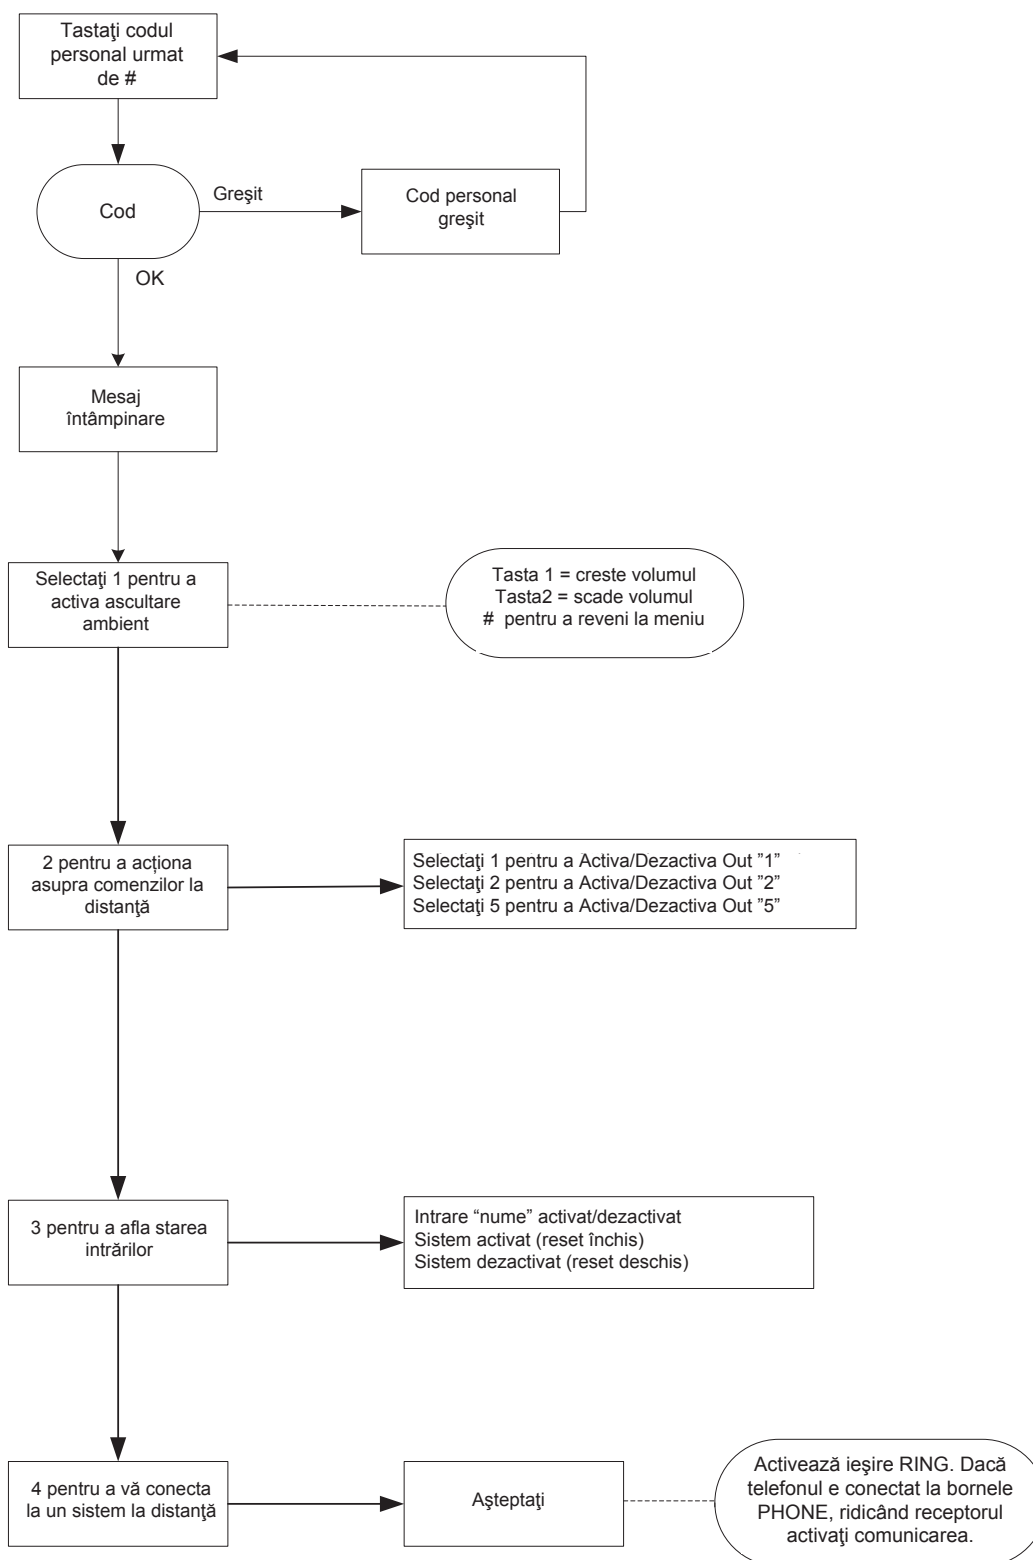 Tastaţi codul
personal urmat
de #
Cod
Greşit
Cod personal
greşit
OK
Mesaj
întâmpinare
Selectaţi 1 pentru a
activa ascultare
ambient
Tasta 1 = creste volumul
Tasta2 = scade volumul
# pentru a reveni la meniu
2 pentru a acționa
asupra comenzilor la
distanţă
Selectaţi 1 pentru a Activa/Dezactiva Out ”1”
Selectaţi 2 pentru a Activa/Dezactiva Out ”2”
Selectaţi 5 pentru a Activa/Dezactiva Out ”5”
3 pentru a afla starea
intrărilor
Intrare “nume” activat/dezactivat
Sistem activat (reset închis)
Sistem dezactivat (reset deschis)
4 pentru a vă conecta
la un sistem la distanţă
Aşteptaţi
Activează ieşire RING. Dacă
telefonul e conectat la bornele
PHONE, ridicând receptorul
activaţi comunicarea.